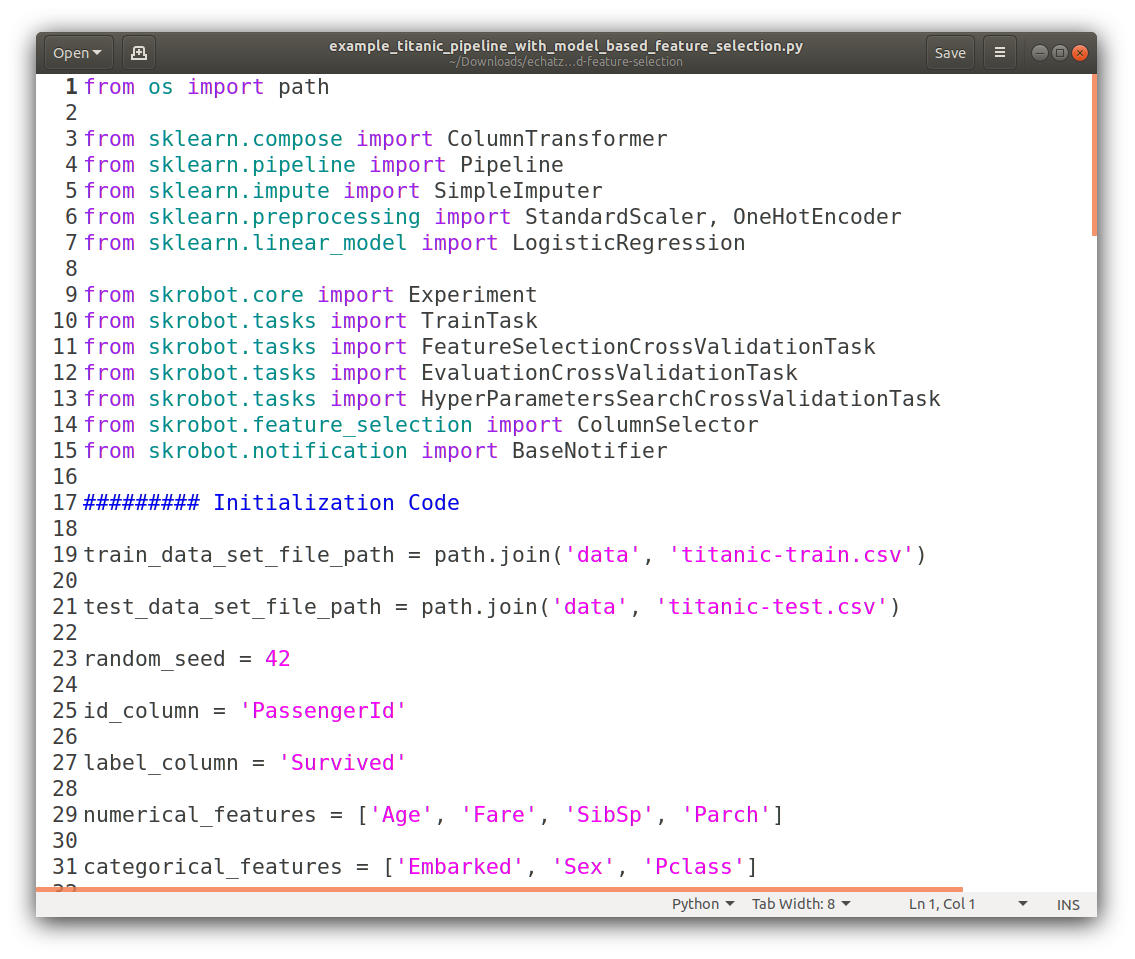 Open
example_titanic_pipeline_with_model_based_feature_selection.py
~/Downloads/echatz...d-feature-selection
Save
1 from os import path
2
3 from sklearn.compose import ColumnTransformer
4 from sklearn.pipeline import Pipeline
5 from sklearn.impute import SimpleImputer
6 from sklearn.preprocessing import StandardScaler, OneHotEncoder
7 from sklearn.linear_model import LogisticRegression
8
9 from skrobot.core import Experiment
10 from skrobot.tasks import TrainTask
11 from skrobot.tasks import FeatureSelectionCrossValidationTask
12 from skrobot.tasks import EvaluationCrossValidationTask
13 from skrobot.tasks import HyperParametersSearchCrossValidationTask
14 from skrobot.feature_selection import ColumnSelector
15 from skrobot.notification import BaseNotifier
16
17 ######### Initialization Code
18
19 train_data_set_file_path = path.join('data', 'titanic-train.csv')
20
21 test_data_set_file_path = path.join('data', 'titanic-test.csv')
22
23 random_seed = 42
24
25 id_column = 'PassengerId'
26
27 label_column = 'Survived'
28
29 numerical_features = ['Age', 'Fare', 'SibSp', 'Parch']
30
31 categorical_features = ['Embarked', 'Sex', 'Pclass']
32
Python Tab Width: 8 Ln 1, Col 1 INS